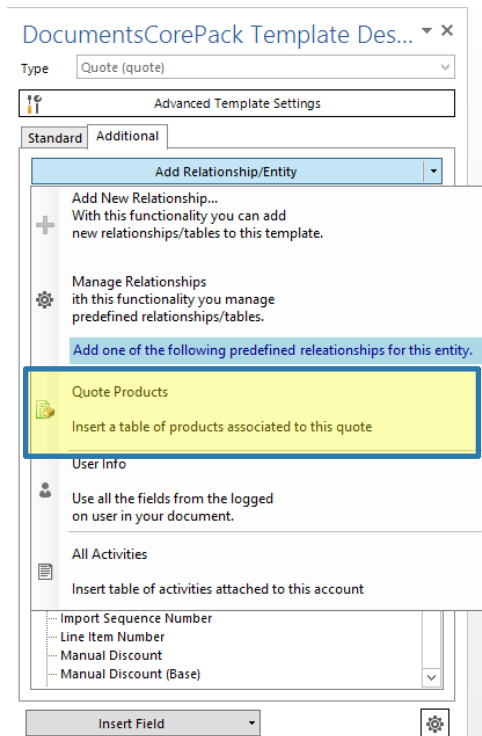 DocumentsCorePack Template Des...
Type Quote (quote)
Advanced Template Settings
Standard Additional
Add Relationship/Entity
Add New Relationship...
With this functionality you can add
new relationships/tables to this template.
Manage Relationships
ith this functionality you manage
predefined relationships/tables.
Add one of the following predefined releationships for this entity.
Quote Products
Insert a table of products associated to this quote
User Info
Use all the fields from the logged
on user in your document.
All Activities
Insert table of activities attached to this account
Import Sequence Number
Line Item Number
Manual Discount
Manual Discount (Base)
Insert Field